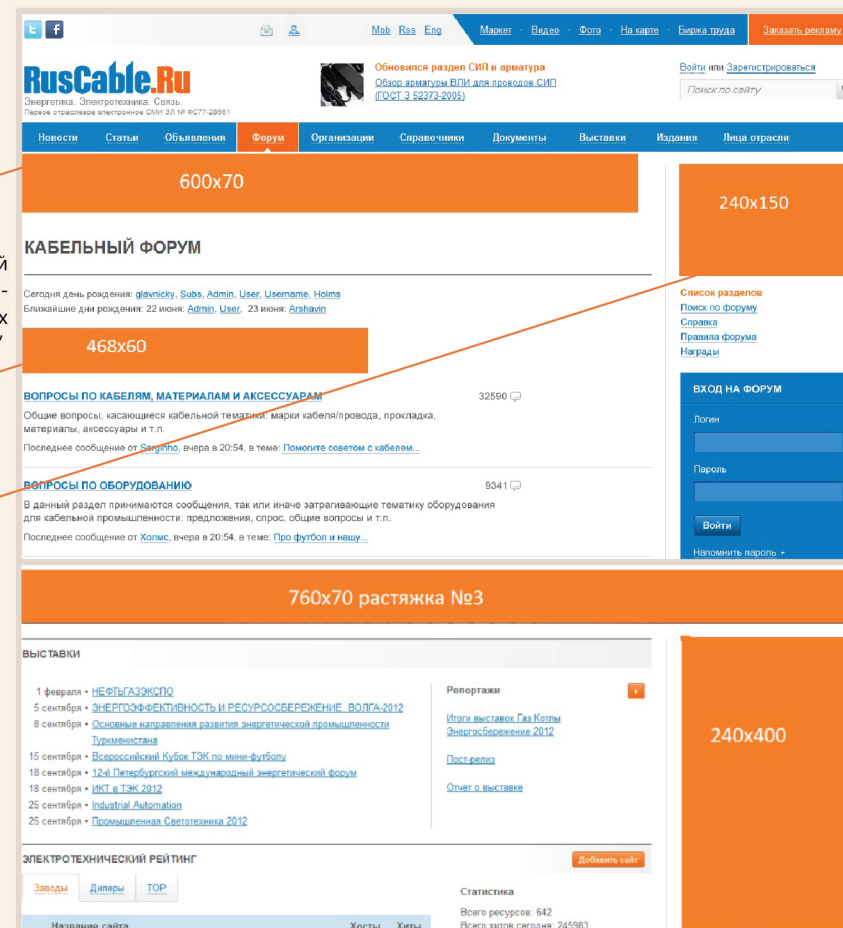 Mob Rss Eng
Маркет · Видео · Фото · На карте · Биржа труда
Заказать рекламу
RusCable.Ru
Энергетика. Электротехника. Связь.
Первое отраслевое электронное СМИ ЭЛ № ФС77-28661
Обновился раздел СИП и арматура
Обзор арматуры ВЛИ для проводов СИП
(ГОСТ З 52373-2005)
Войти или Зарегистрироваться
Поиск по сайту
Новости Статьи Объявления Форум Организации Справочники Документы Выставки Издания Лица отрасли
600x70
240x150
КАБЕЛЬНЫЙ ФОРУМ
й
-
х
Сегодня день рождения: glavnicky, Subs, Admin, User, Username, Holms
Ближайшие дни рождения: 22 июня: Admin, User, 23 июня: Arshavin
468x60
Список разделов
Поиск по форуму
Справка
Правила форума
Награды
ВОПРОСЫ ПО КАБЕЛЯМ, МАТЕРИАЛАМ И АКСЕССУАРАМ 32590
Общие вопросы, касающиеся кабельной тематики: марки кабеля/провода, прокладка,
материалы, аксессуары и т.п.
Последнее сообщение от Serginho, вчера в 20:54, в теме: Помогите советом с кабелем...
ВОПРОСЫ ПО ОБОРУДОВАНИЮ 9341
В данный раздел принимаются сообщения, так или иначе затрагивающие тематику оборудования
для кабельной промышленности: предложения, спрос, общие вопросы и т.п.
Последнее сообщение от Холмс, вчера в 20:54, в теме: Про футбол и нашу...
ВХОД НА ФОРУМ
Логин
Пароль
Войти
Напомнить пароль
760x70 растяжка №3
ВЫСТАВКИ
1 февраля • НЕФТЬГАЗЭКСПО
5 сентября • ЭНЕРГОЭФФЕКТИВНОСТЬ И РЕСУРСОСБЕРЕЖЕНИЕ. ВОЛГА-2012
8 сентября • Основные направления развития энергетической промышленности
Туркменистана
15 сентября • Всероссийский Кубок ТЭК по мини-футболу
18 сентября • 12-й Петербургский международный энергетический форум
18 сентября • ИКТ в ТЭК 2012
25 сентября • Industrial Automation
25 сентября • Промышленная Светотехника 2012
Репортажи
Итоги выставок Газ Котлы
Энергосбережение 2012
Пост-релиз
Отчет о выставке
240x400
ЭЛЕКТРОТЕХНИЧЕСКИЙ РЕЙТИНГ
Добавить сайт
Заводы Дилеры TOP
Название сайта Хосты Хиты
Статистика
Всего ресурсов: 642
Всего хитов сегодня: 245983